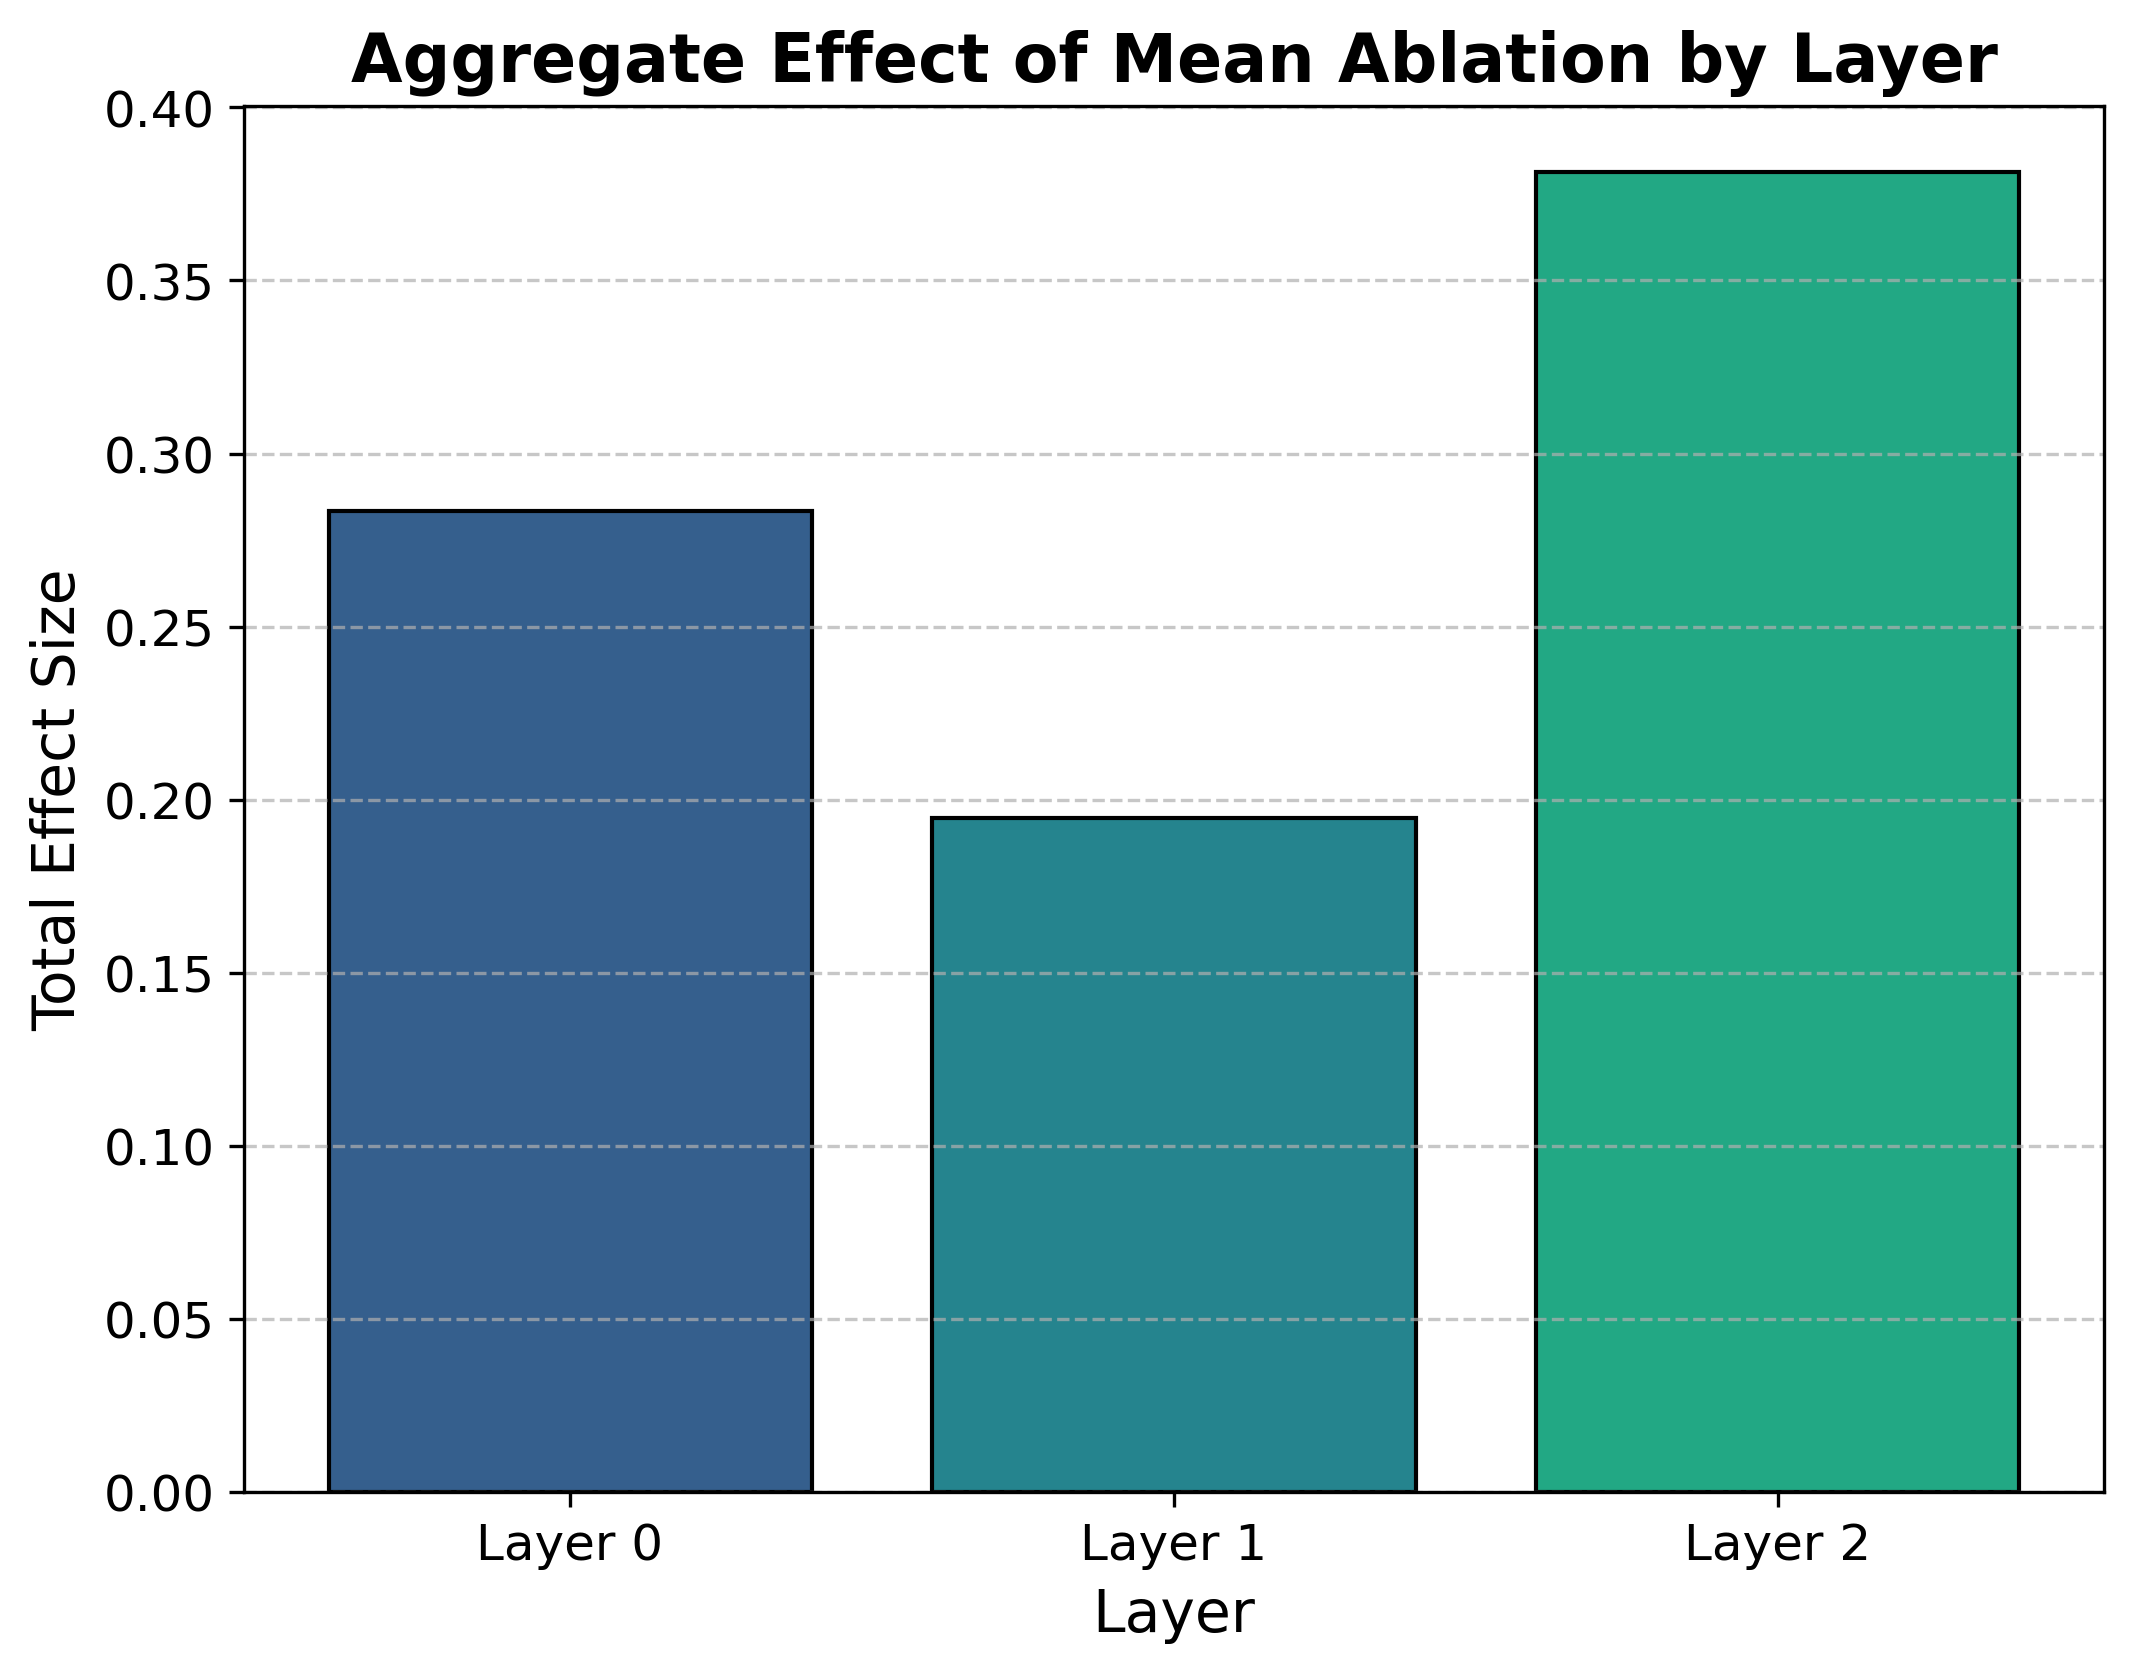 Aggregate Effect of Mean Ablation by Layer
0.40
0.35
0.30
0.25
0.20
0.15
0.10
0.05
0.00
Total Effect Size
Layer 0
Layer 1
Layer 2
Layer